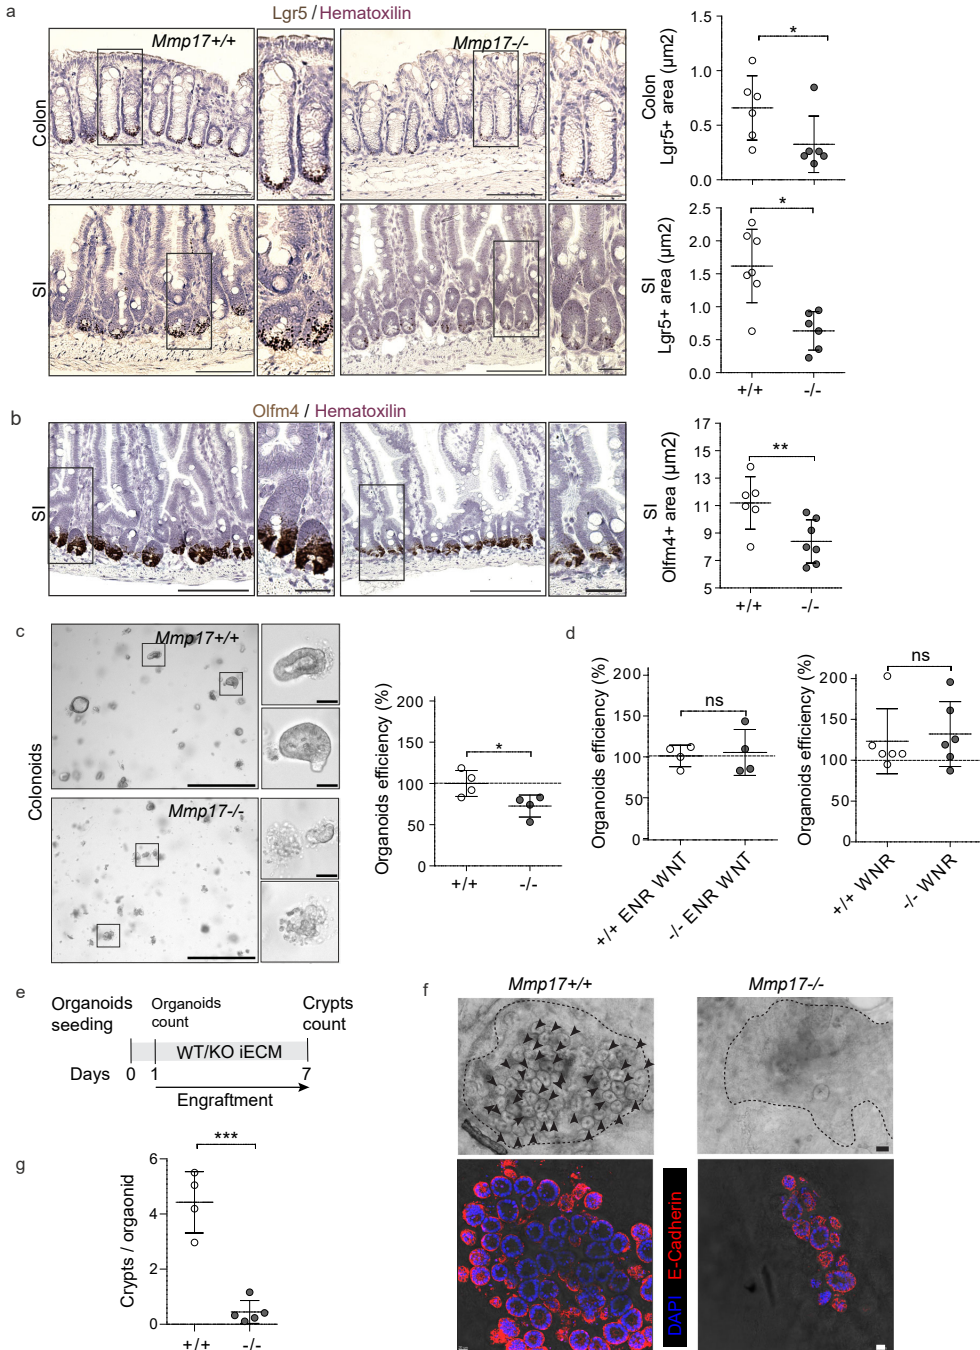 a
Lgr5 / Hematoxilin
Mmp17+/+
Mmp17-/-
Colon
SI
*
Colon
Lgr5+ area (µm2)
1.5
1.0
0.5
0.0
*
SI
Lgr5+ area (µm2)
2.5
2.0
1.5
1.0
0.5
0.0
+/+
-/-
b
Olfm4 / Hematoxilin
SI
**
SI
Olfm4+ area (µm2)
17
15
13
11
9
7
5
+/+
-/-
c
Mmp17+/+
Mmp17-/-
Colonoids
*
Organoids efficiency (%)
200
150
100
50
0
+/+
-/-
d
ns
Organoids efficiency (%)
200
150
100
50
0
+/+ ENR WNT
-/- ENR WNT
ns
Organoids efficiency (%)
200
150
100
50
0
+/+ WNR
-/- WNR
e
Organoids seeding
Organoids count
Crypts count
WT/KO iECM
Days 0 1 7
Engraftment
f
Mmp17+/+
Mmp17-/-
DAPI E-Cadherin
g
***
Crypts / orgaonid
6
4
2
0
+/+
-/-